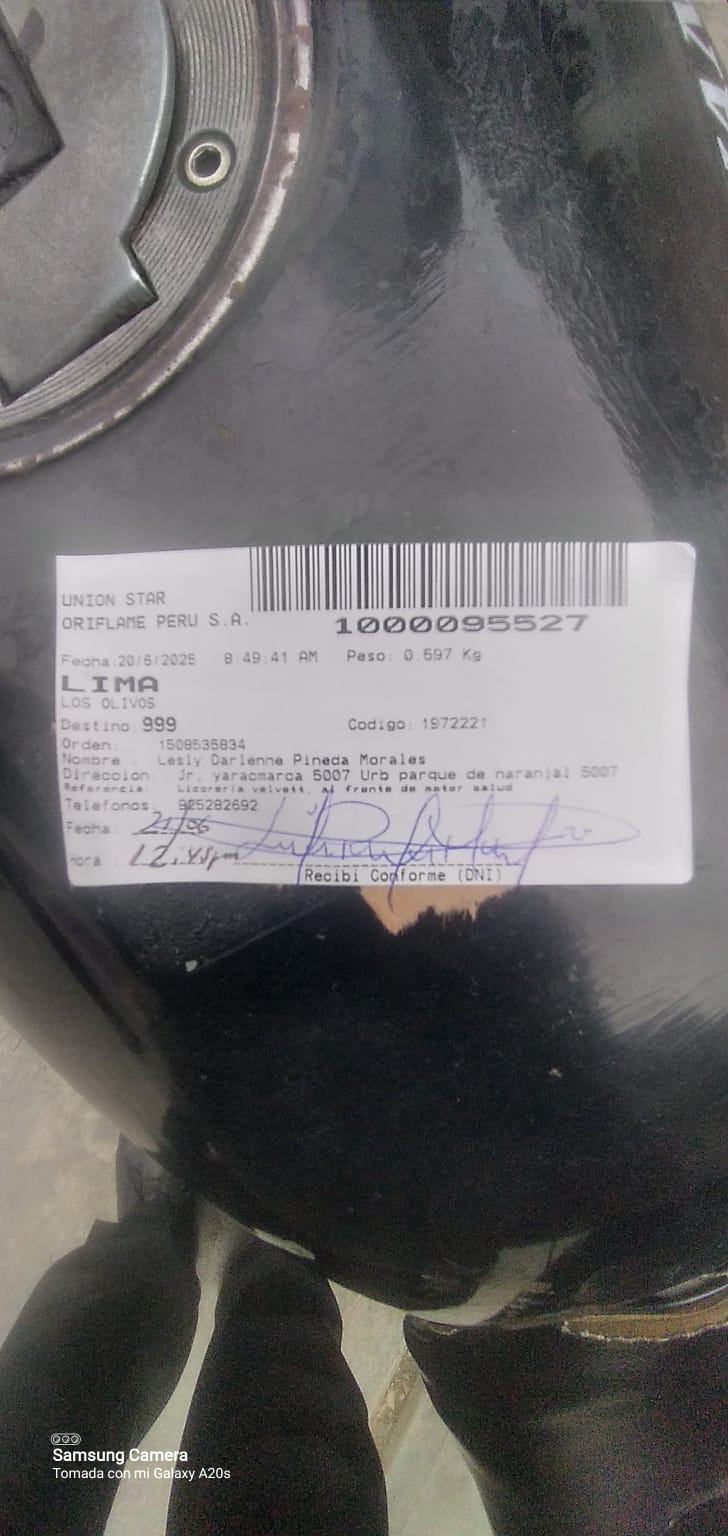 UNION STAR
ORIFLAME PERU S.A.
1000095527
Fecha:20/6/2025 8:49:41 AM Peso: 0.597 Kg
LIMA
LOS OLIVOS
Destino: 999 Codigo: 1972221
Orden: 1508535834
Nombre : Lesly Darlenne Pineda Morales
Direccion: Jr. yaracmarca 5007 Urb parque de naranjal 5007
Referencia: Licoreria velvett, al frente de mater salud
Telefonos: 925282692
Fecha: 21/06
Hora : 12:45pm
Recibi Conforme (DNI)
Samsung Camera
Tomada con mi Galaxy A20s